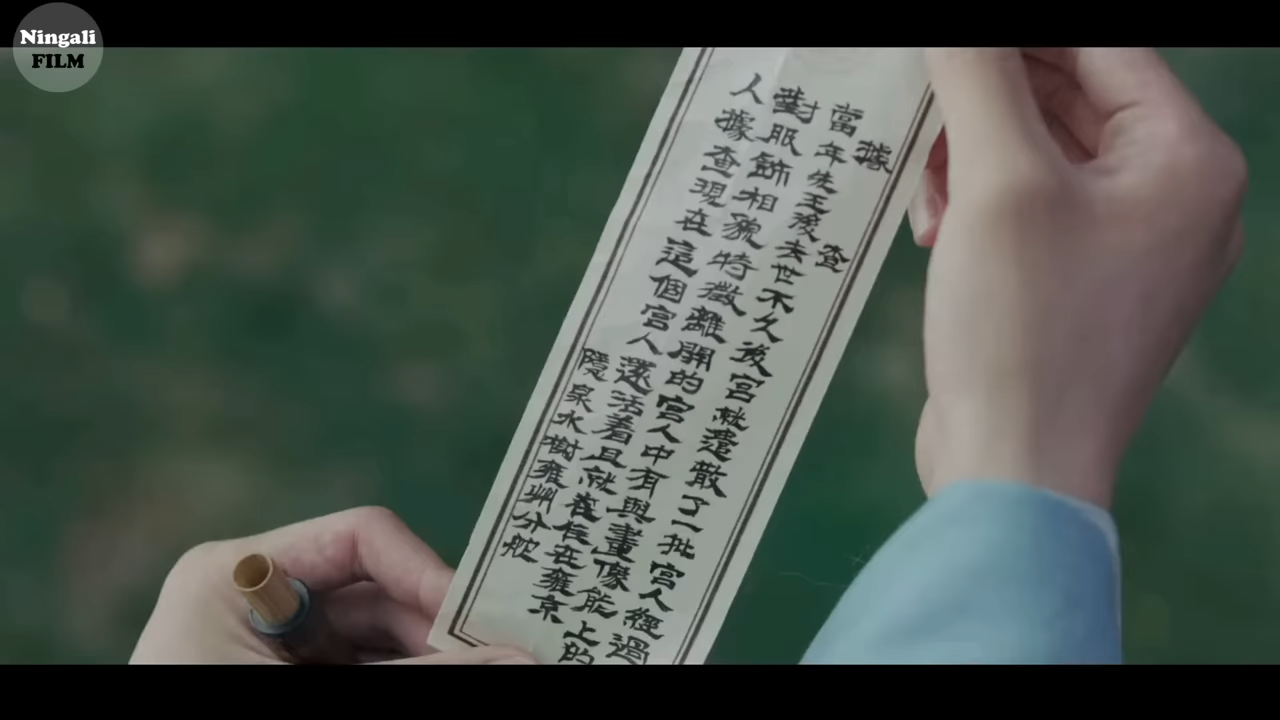 Ningali
FILM
據查
當年先王後去世不久後宮就遣散了一批宮人經過
對服飾相貌特徵離開的宮人中有與畫像能上的
人據查現在這個宮人還活着且就居住在雍京
隱泉水榭雍州分舵